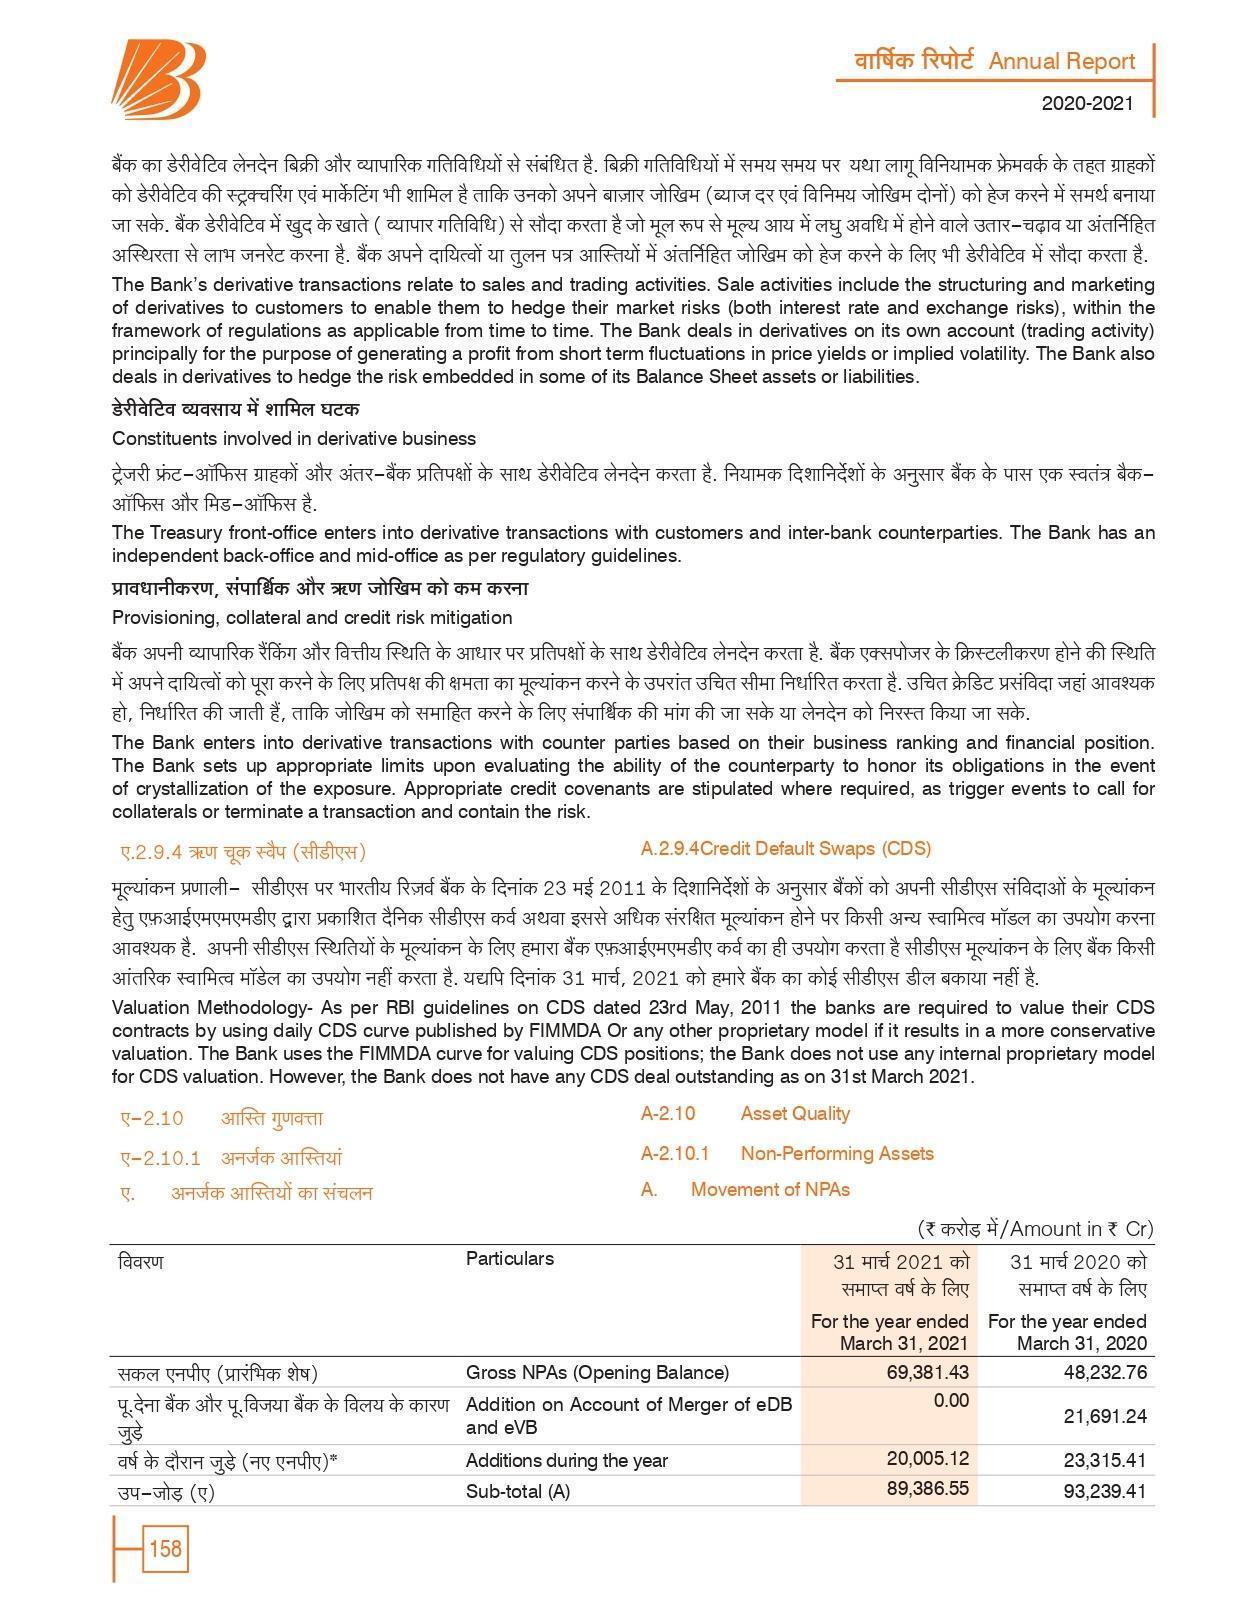 वार्षिक रिपोर्ट Annual Report
2020-2021
बैंक का डेरीवेटिव लेनदेन बिक्री और व्यापारिक गतिविधियों से संबंधित है. बिक्री गतिविधियों में समय समय पर यथा लागू विनियामक फ्रेमवर्क के तहत ग्राहकों
को डेरीवेटिव की स्ट्रक्चरिंग एवं मार्केटिंग भी शामिल है ताकि उनको अपने बाज़ार जोखिम (ब्याज दर एवं विनिमय जोखिम दोनों) को हेज करने में समर्थ बनाया
जा सके. बैंक डेरीवेटिव में खुद के खाते ( व्यापार गतिविधि) से सौदा करता है जो मूल रूप से मूल्य आय में लघु अवधि में होने वाले उतार-चढ़ाव या अंतर्निहित
अस्थिरता से लाभ जनरेट करना है. बैंक अपने दायित्वों या तुलन पत्र आस्तियों में अंतर्निहित जोखिम को हेज करने के लिए भी डेरीवेटिव में सौदा करता है.
The Bank's derivative transactions relate to sales and trading activities. Sale activities include the structuring and marketing
of derivatives to customers to enable them to hedge their market risks (both interest rate and exchange risks), within the
framework of regulations as applicable from time to time. The Bank deals in derivatives on its own account (trading activity)
principally for the purpose of generating a profit from short term fluctuations in price yields or implied volatility. The Bank also
deals in derivatives to hedge the risk embedded in some of its Balance Sheet assets or liabilities.
डेरीवेटिव व्यवसाय में शामिल घटक
Constituents involved in derivative business
ट्रेजरी फ्रंट-ऑफिस ग्राहकों और अंतर-बैंक प्रतिपक्षों के साथ डेरीवेटिव लेनदेन करता है. नियामक दिशानिर्देशों के अनुसार बैंक के पास एक स्वतंत्र बैक-
ऑफिस और मिड-ऑफिस है.
The Treasury front-office enters into derivative transactions with customers and inter-bank counterparties. The Bank has an
independent back-office and mid-office as per regulatory guidelines.
प्रावधानीकरण, संपार्श्विक और ऋण जोखिम को कम करना
Provisioning, collateral and credit risk mitigation
बैंक अपनी व्यापारिक रैंकिंग और वित्तीय स्थिति के आधार पर प्रतिपक्षों के साथ डेरीवेटिव लेनदेन करता है. बैंक एक्सपोजर के क्रिस्टलीकरण होने की स्थिति
में अपने दायित्वों को पूरा करने के लिए प्रतिपक्ष की क्षमता का मूल्यांकन करने के उपरांत उचित सीमा निर्धारित करता है. उचित क्रेडिट प्रसंविदा जहां आवश्यक
हो, निर्धारित की जाती हैं, ताकि जोखिम को समाहित करने के लिए संपार्श्विक की मांग की जा सके या लेनदेन को निरस्त किया जा सके.
The Bank enters into derivative transactions with counter parties based on their business ranking and financial position.
The Bank sets up appropriate limits upon evaluating the ability of the counterparty to honor its obligations in the event
of crystallization of the exposure. Appropriate credit covenants are stipulated where required, as trigger events to call for
collaterals or terminate a transaction and contain the risk.
ए.2.9.4 ऋण चूक स्वैप (सीडीएस) A.2.9.4Credit Default Swaps (CDS)
मूल्यांकन प्रणाली- सीडीएस पर भारतीय रिज़र्व बैंक के दिनांक 23 मई 2011 के दिशानिर्देशों के अनुसार बैंकों को अपनी सीडीएस संविदाओं के मूल्यांकन
हेतु एफ़आईएमएमएमडीए द्वारा प्रकाशित दैनिक सीडीएस कर्व अथवा इससे अधिक संरक्षित मूल्यांकन होने पर किसी अन्य स्वामित्व मॉडल का उपयोग करना
आवश्यक है. अपनी सीडीएस स्थितियों के मूल्यांकन के लिए हमारा बैंक एफ़आईएमएमडीए कर्व का ही उपयोग करता है सीडीएस मूल्यांकन के लिए बैंक किसी
आंतरिक स्वामित्व मॉडेल का उपयोग नहीं करता है. यद्यपि दिनांक 31 मार्च, 2021 को हमारे बैंक का कोई सीडीएस डील बकाया नहीं है.
Valuation Methodology- As per RBI guidelines on CDS dated 23rd May, 2011 the banks are required to value their CDS
contracts by using daily CDS curve published by FIMMDA Or any other proprietary model if it results in a more conservative
valuation. The Bank uses the FIMMDA curve for valuing CDS positions; the Bank does not use any internal proprietary model
for CDS valuation. However, the Bank does not have any CDS deal outstanding as on 31st March 2021.
ए-2.10 आस्ति गुणवत्ता A-2.10 Asset Quality
ए-2.10.1 अनर्जक आस्तियां A-2.10.1 Non-Performing Assets
ए. अनर्जक आस्तियों का संचलन A. Movement of NPAs
(₹ करोड़ में/Amount in ₹ Cr)
विवरण Particulars 31 मार्च 2021 को 31 मार्च 2020 को
समाप्त वर्ष के लिए समाप्त वर्ष के लिए
For the year ended For the year ended
March 31, 2021 March 31, 2020
सकल एनपीए (प्रारंभिक शेष) Gross NPAs (Opening Balance) 69,381.43 48,232.76
पू.देना बैंक और पू.विजया बैंक के विलय के कारण Addition on Account of Merger of eDB 0.00 21,691.24
जुड़े and eVB
वर्ष के दौरान जुड़े (नए एनपीए)* Additions during the year 20,005.12 23,315.41
उप-जोड़ (ए) Sub-total (A) 89,386.55 93,239.41
158